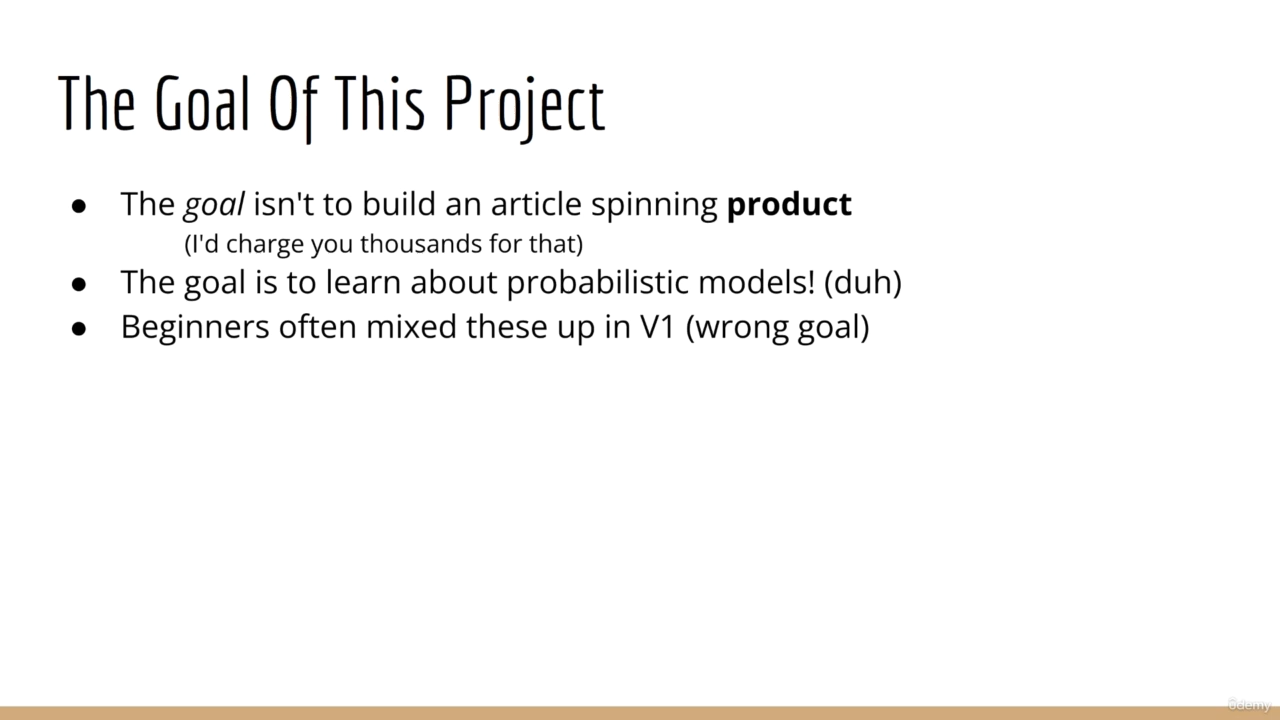 The Goal Of This Project
● The goal isn't to build an article spinning product
(I'd charge you thousands for that)
● The goal is to learn about probabilistic models! (duh)
● Beginners often mixed these up in V1 (wrong goal)
ûdemy